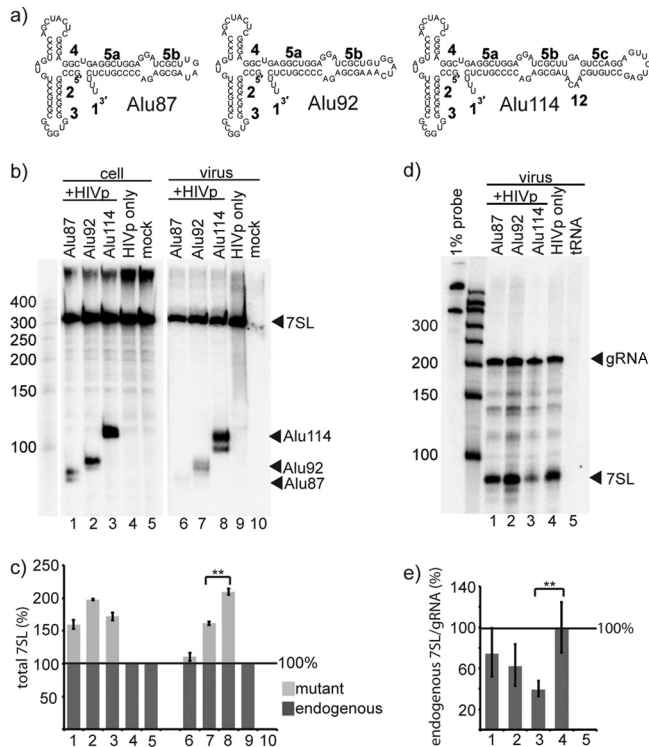 a)
4 5a 5b
5'
2 1 3'
3
Alu87
4 5a 5b
5'
2 1 3'
3
Alu92
4 5a 5b 5c
5'
2 1 3' 12
3
Alu114
b)
cell virus
+HIVp +HIVp
Alu87 Alu92 Alu114 HIVp only mock Alu87 Alu92 Alu114 HIVp only mock
400
300
250
200
150
100
7SL
Alu114
Alu92
Alu87
1 2 3 4 5 6 7 8 9 10
c)
total 7SL (%)
200
150
100
50
**
100%
mutant
endogenous
1 2 3 4 5 6 7 8 9 10
d)
virus
+HIVp
1% probe Alu87 Alu92 Alu114 HIVp only tRNA
300
200
150
100
gRNA
7SL
1 2 3 4 5
e)
endogenous 7SL/gRNA (%)
140
120
100
80
60
40
20
**
100%
1 2 3 4 5